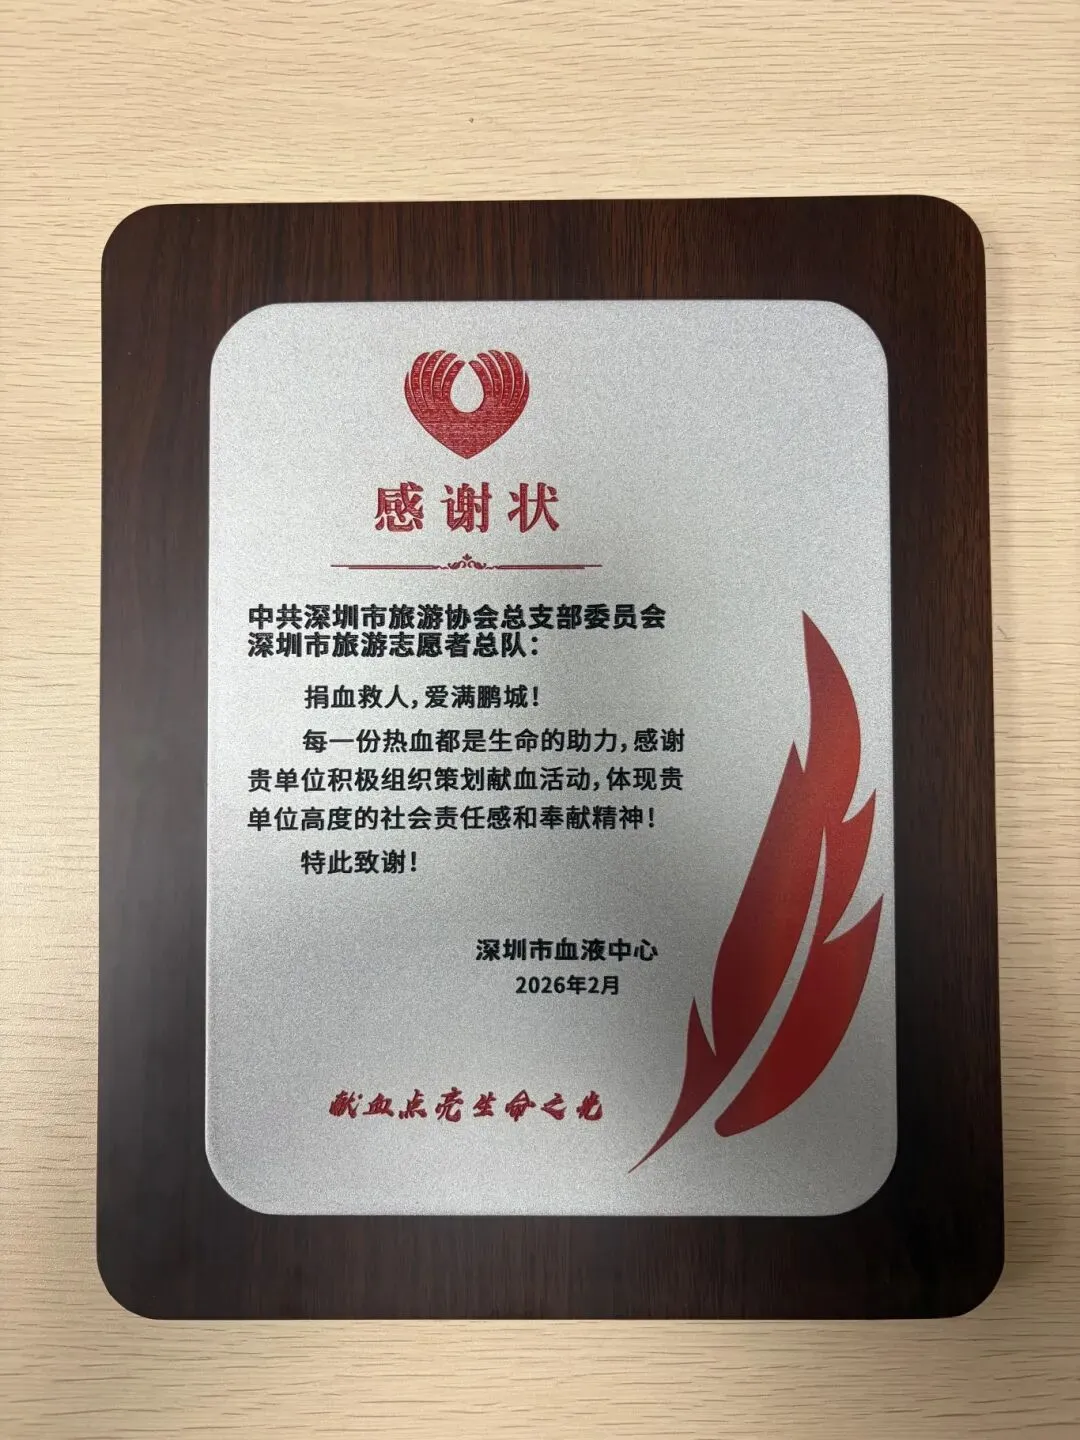 感谢状
中共深圳市旅游协会总支部委员会
深圳市旅游志愿者总队：
捐血救人，爱满鹏城！
每一份热血都是生命的助力，感谢
贵单位积极组织策划献血活动，体现贵
单位高度的社会责任感和奉献精神！
特此致谢！
深圳市血液中心
2026年2月
献血点亮生命之光